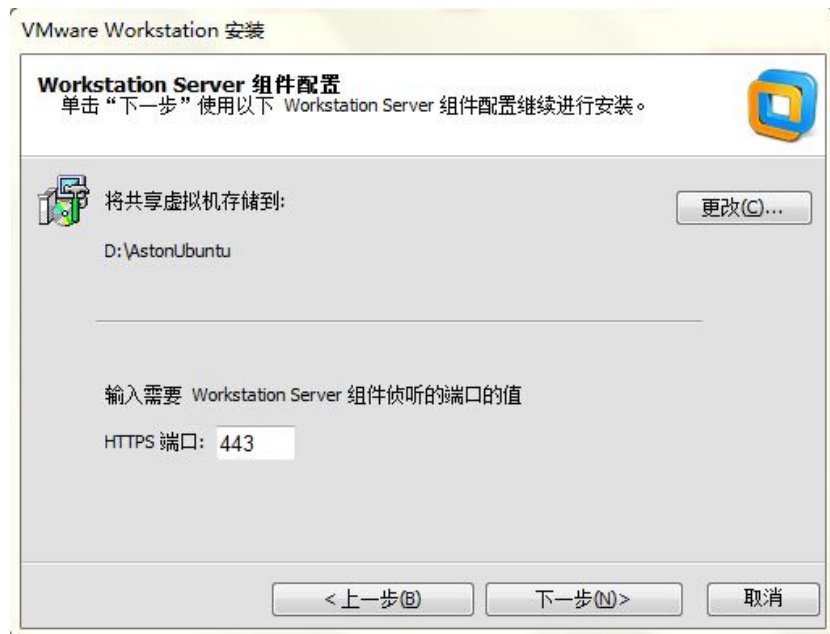 VMware Workstation 安装
Workstation Server 组件配置
单击“下一步”使用以下 Workstation Server 组件配置继续进行安装。
将共享虚拟机存储到:
更改(C)...
D:\AstonUbuntu
输入需要 Workstation Server 组件侦听的端口的值
HTTPS 端口: 443
<上一步(B)
下一步(N)>
取消